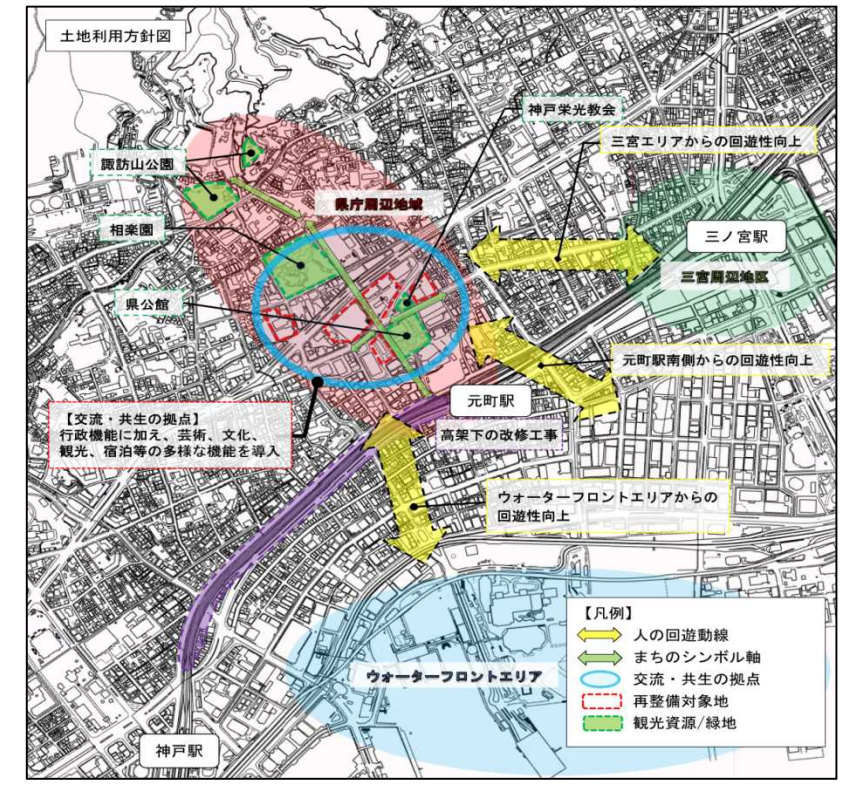 土地利用方針図
神戸栄光教会
三宮エリアからの回遊性向上
諏訪山公園
県庁周辺地域
相楽園
三ノ宮駅
三宮周辺地区
県公館
元町駅南側からの回遊性向上
元町駅
【交流・共生の拠点】
行政機能に加え、芸術、文化、
観光、宿泊等の多様な機能を導入
高架下の改修工事
ウォーターフロントエリアからの
回遊性向上
【凡例】
人の回遊動線
まちのシンボル軸
交流・共生の拠点
再整備対象地
観光資源/緑地
ウォーターフロントエリア
神戸駅